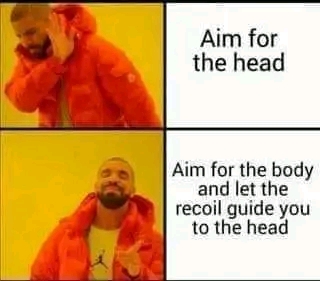 Aim for
the head
Aim for the body
and let the
recoil guide you
to the head